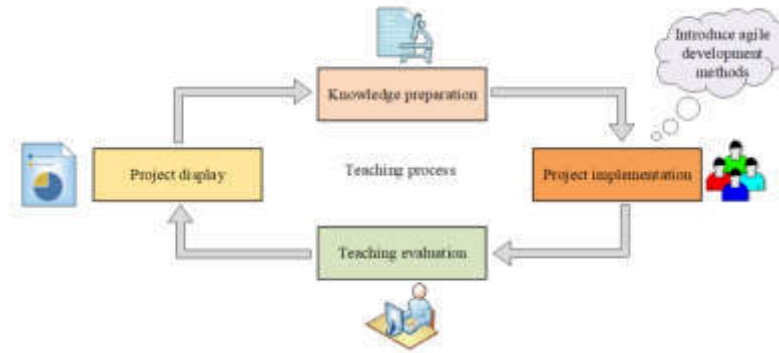 Introduce agile
development
methods
Knowledge preparation
Project display
Teaching process
Project implementation
Teaching evaluation